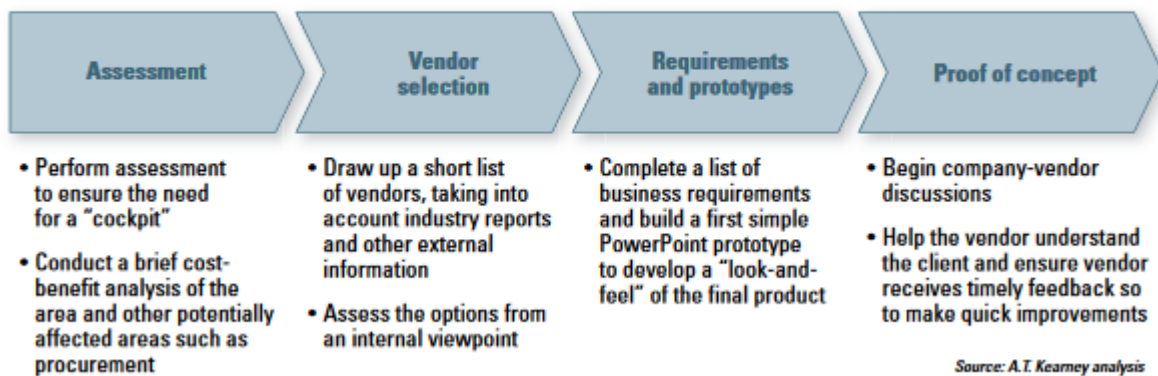 Assessment
Vendor
selection
Requirements
and prototypes
Proof of concept
• Perform assessment
to ensure the need
for a “cockpit”
• Conduct a brief cost-
benefit analysis of the
area and other potentially
affected areas such as
procurement
• Draw up a short list
of vendors, taking into
account industry reports
and other external
information
• Assess the options from
an internal viewpoint
• Complete a list of
business requirements
and build a first simple
PowerPoint prototype
to develop a “look-and-
feel” of the final product
• Begin company-vendor
discussions
• Help the vendor understand
the client and ensure vendor
receives timely feedback so
to make quick improvements
Source: A.T. Kearney analysis